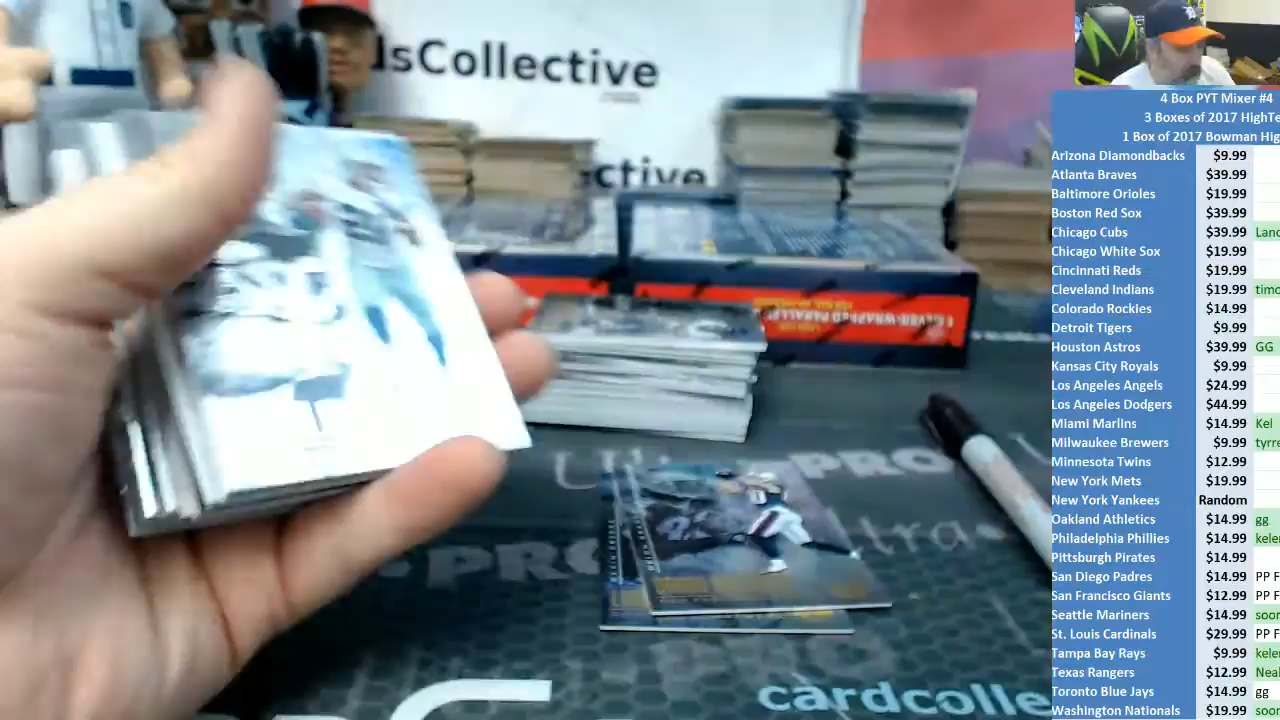 dsCollective
ctive
PRO
PRO
cardcolle
4 Box PYT Mixer #4
3 Boxes of 2017 HighTe
1 Box of 2017 Bowman Hig
Arizona Diamondbacks $9.99
Atlanta Braves $39.99
Baltimore Orioles $19.99
Boston Red Sox $39.99
Chicago Cubs $39.99 Lanc
Chicago White Sox $19.99
Cincinnati Reds $19.99
Cleveland Indians $19.99 timo
Colorado Rockies $14.99
Detroit Tigers $9.99
Houston Astros $39.99 GG
Kansas City Royals $9.99
Los Angeles Angels $24.99
Los Angeles Dodgers $44.99
Miami Marlins $14.99 Kel
Milwaukee Brewers $9.99 tyrre
Minnesota Twins $12.99
New York Mets $19.99
New York Yankees Random
Oakland Athletics $14.99 gg
Philadelphia Phillies $14.99 keler
Pittsburgh Pirates $14.99
San Diego Padres $14.99 PP F
San Francisco Giants $12.99 PP F
Seattle Mariners $14.99 soor
St. Louis Cardinals $29.99 PP F
Tampa Bay Rays $9.99 keler
Texas Rangers $12.99 Neal
Toronto Blue Jays $14.99 gg
Washington Nationals $19.99 soor